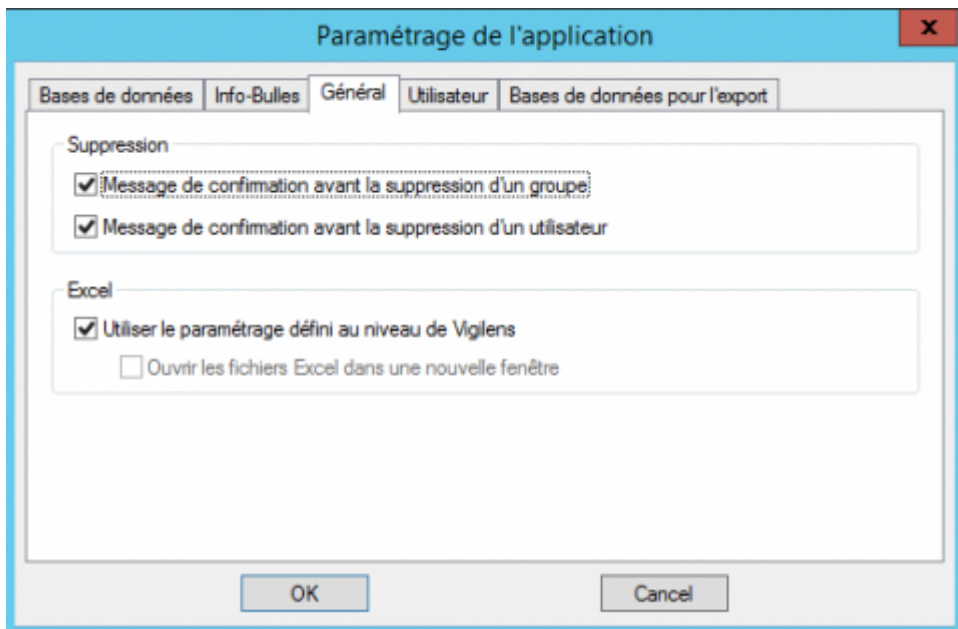 Paramétrage de l'application
x
Bases de données Info-Bulles Général Utilisateur Bases de données pour l'export
Suppression
Message de confirmation avant la suppression d'un groupe
Message de confirmation avant la suppression d'un utilisateur
Excel
Utiliser le paramétrage défini au niveau de Vigilens
Ouvrir les fichiers Excel dans une nouvelle fenêtre
OK Cancel